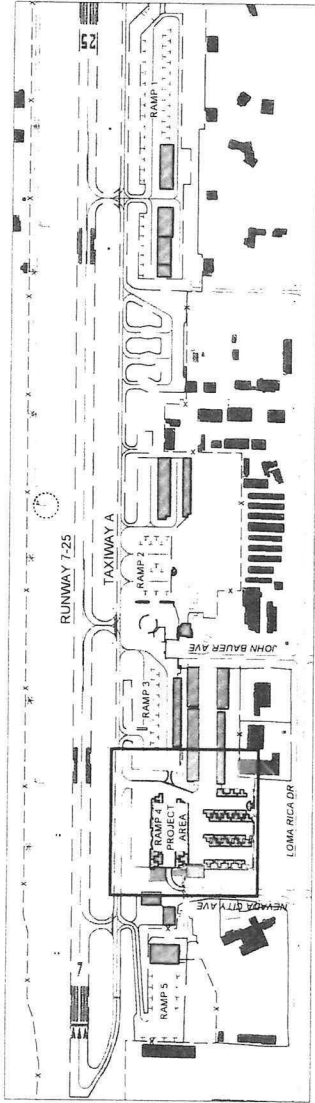 RUNWAY 7-25
TAXIWAY A
7
25
RAMP 5
RAMP 4
PROJECT
AREA
RAMP 3
RAMP 2
RAMP 1
NEVADA CITY AVE
LOMA RICA DR
JOHN BAUER AVE